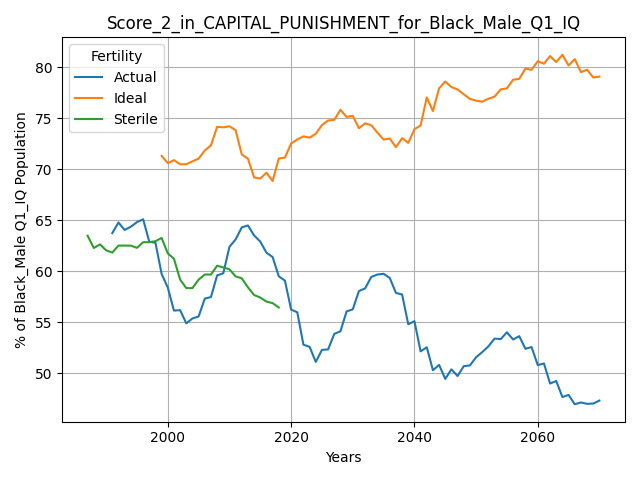 Score_2_in_CAPITAL_PUNISHMENT_for_Black_Male_Q1_IQ
Fertility
Actual
Ideal
Sterile
% of Black_Male Q1_IQ Population
80
75
70
65
60
55
50
2000
2020
2040
2060
Years